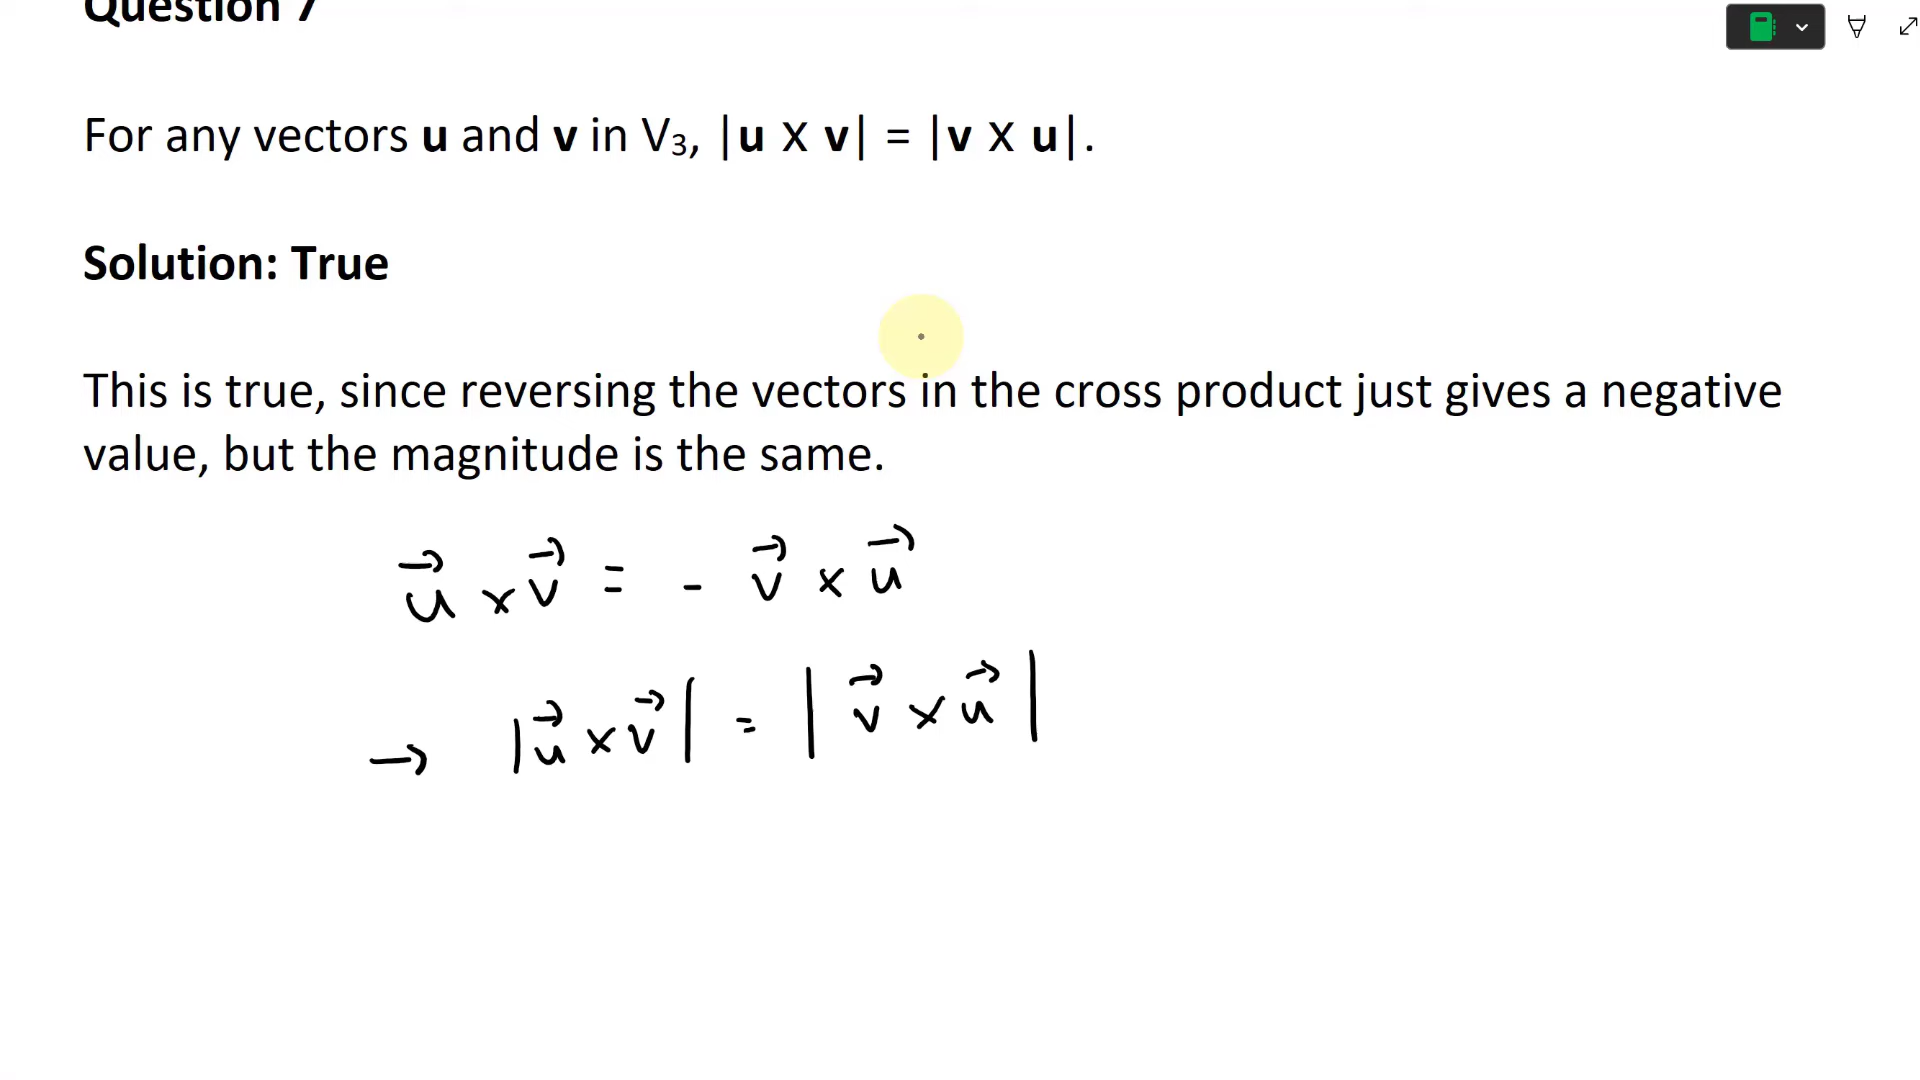 Question 7
For any vectors u and v in V₃, |u X v| = |v X u|.
Solution: True
This is true, since reversing the vectors in the cross product just gives a negative
value, but the magnitude is the same.
u⃗ × v⃗ = - v⃗ × u⃗
→ |u⃗ × v⃗| = |v⃗ × u⃗|